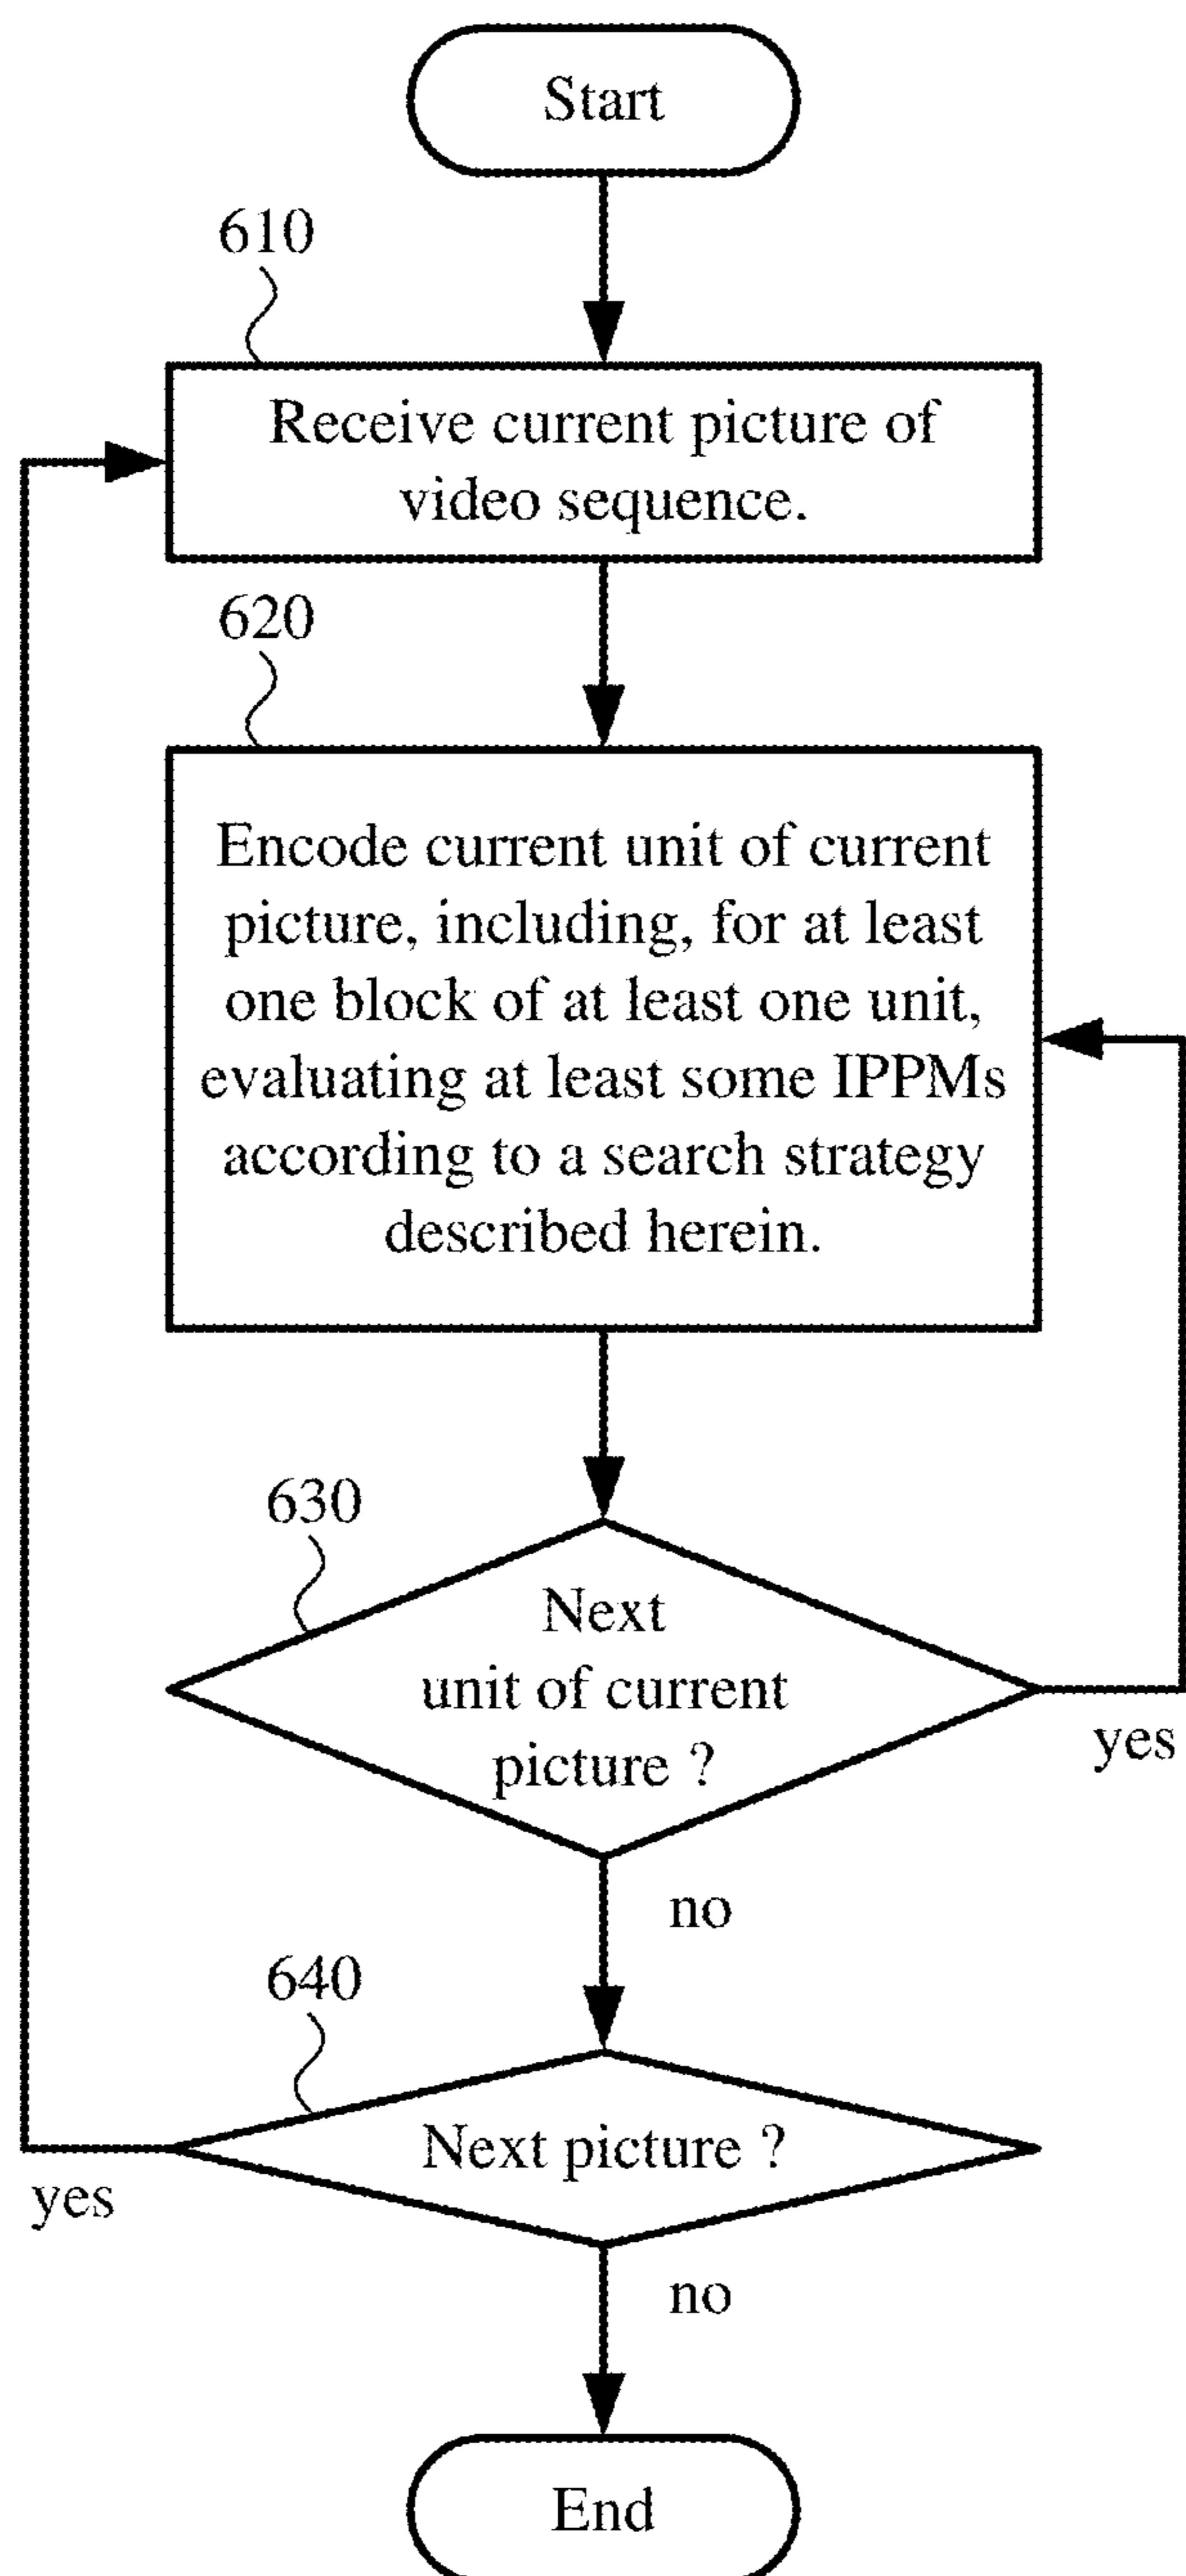 Start
610
Receive current picture of
video sequence.
620
Encode current unit of current
picture, including, for at least
one block of at least one unit,
evaluating at least some IPPMs
according to a search strategy
described herein.
630
Next
unit of current
picture ?
yes
no
640
Next picture ?
yes
no
End